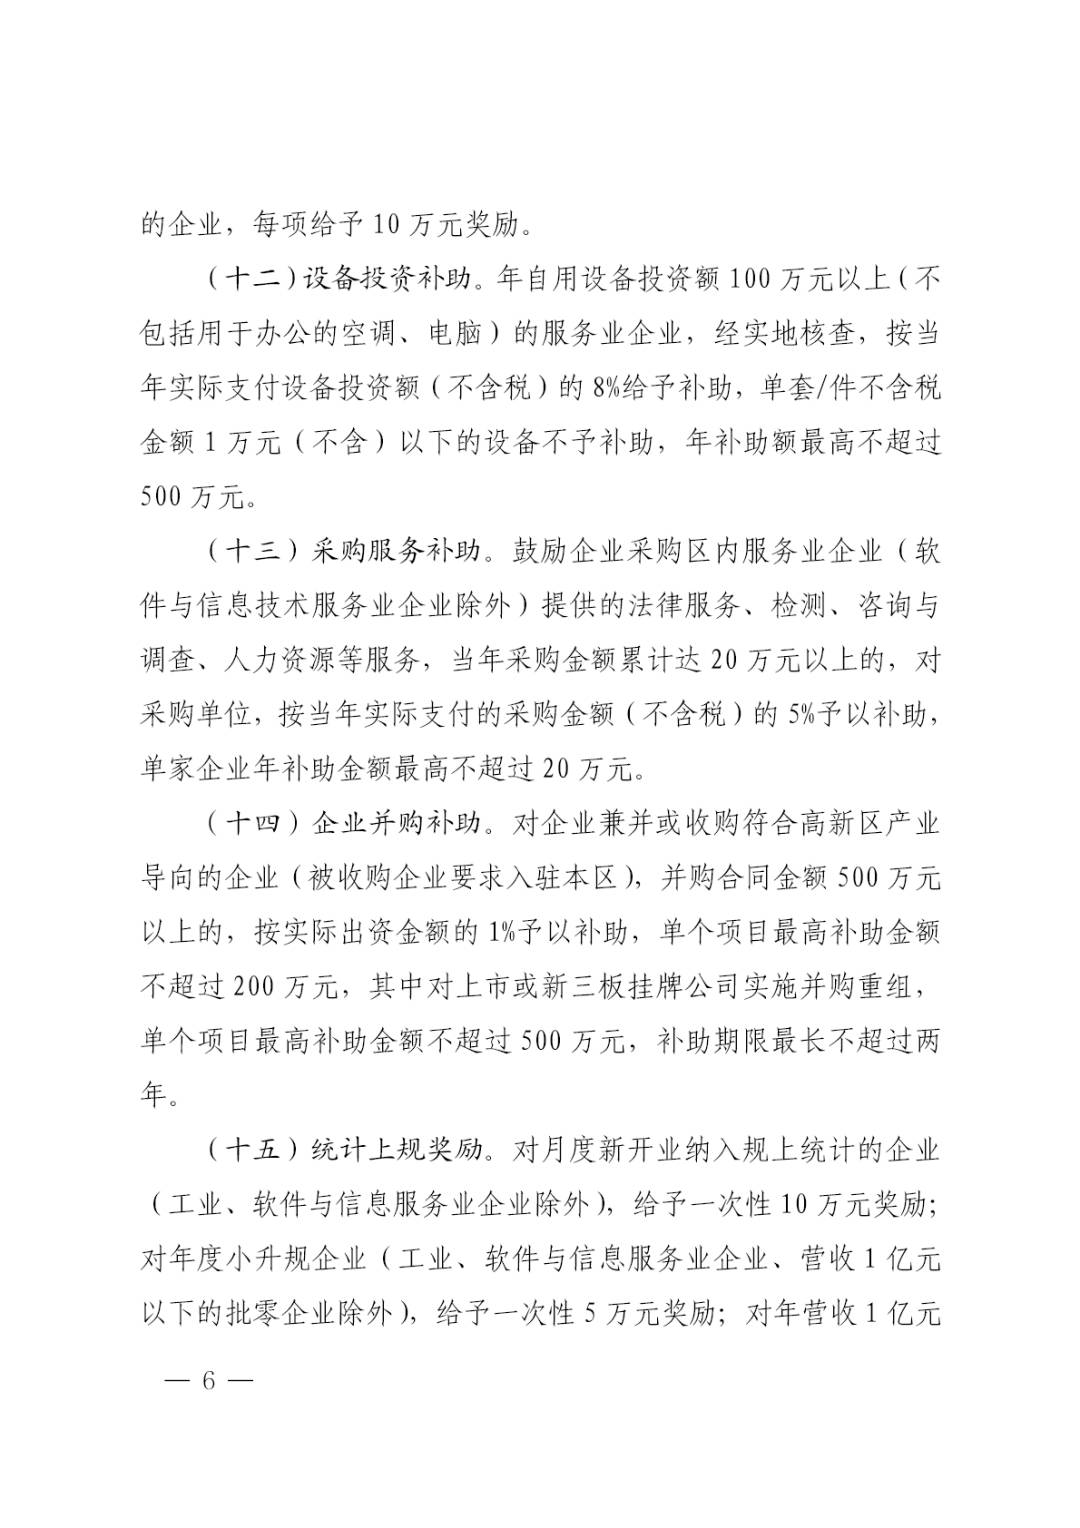 的企业，每项给予 10 万元奖励。
（十二）设备投资补助。年自用设备投资额 100 万元以上（不
包括用于办公的空调、电脑）的服务业企业，经实地核查，按当
年实际支付设备投资额（不含税）的 8%给予补助，单套/件不含税
金额 1 万元（不含）以下的设备不予补助，年补助额最高不超过
500 万元。
（十三）采购服务补助。鼓励企业采购区内服务业企业（软
件与信息技术服务业企业除外）提供的法律服务、检测、咨询与
调查、人力资源等服务，当年采购金额累计达 20 万元以上的，对
采购单位，按当年实际支付的采购金额（不含税）的 5%予以补助，
单家企业年补助金额最高不超过 20 万元。
（十四）企业并购补助。对企业兼并或收购符合高新区产业
导向的企业（被收购企业要求入驻本区），并购合同金额 500 万元
以上的，按实际出资金额的 1%予以补助，单个项目最高补助金额
不超过 200 万元，其中对上市或新三板挂牌公司实施并购重组，
单个项目最高补助金额不超过 500 万元，补助期限最长不超过两
年。
（十五）统计上规奖励。对月度新开业纳入规上统计的企业
（工业、软件与信息服务业企业除外），给予一次性 10 万元奖励；
对年度小升规企业（工业、软件与信息服务业企业、营收 1 亿元
以下的批零企业除外），给予一次性 5 万元奖励；对年营收 1 亿元
— 6 —